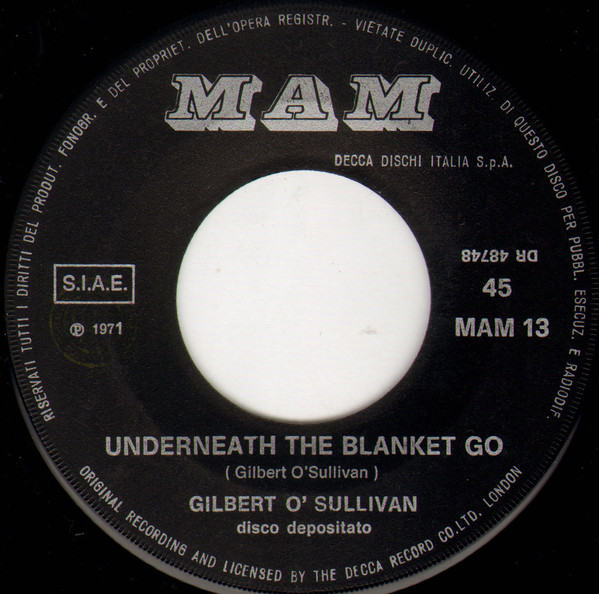 RISERVATI TUTTI I DIRITTI DEL PRODUT. FONOGR. E DEL PROPRIET. DELL'OPERA REGISTR. - VIETATE DUPLIC. UTILIZ. DI QUESTO DISCO PER PUBBL. ESECUZ. E RADIODIF.
MAM
DECCA DISCHI ITALIA S.p.A.
S.I.A.E.
℗ 1971
DR 48748
45
MAM 13
UNDERNEATH THE BLANKET GO
( Gilbert O'Sullivan )
GILBERT O' SULLIVAN
disco depositato
ORIGINAL RECORDING AND LICENSED BY THE DECCA RECORD CO. LTD. LONDON